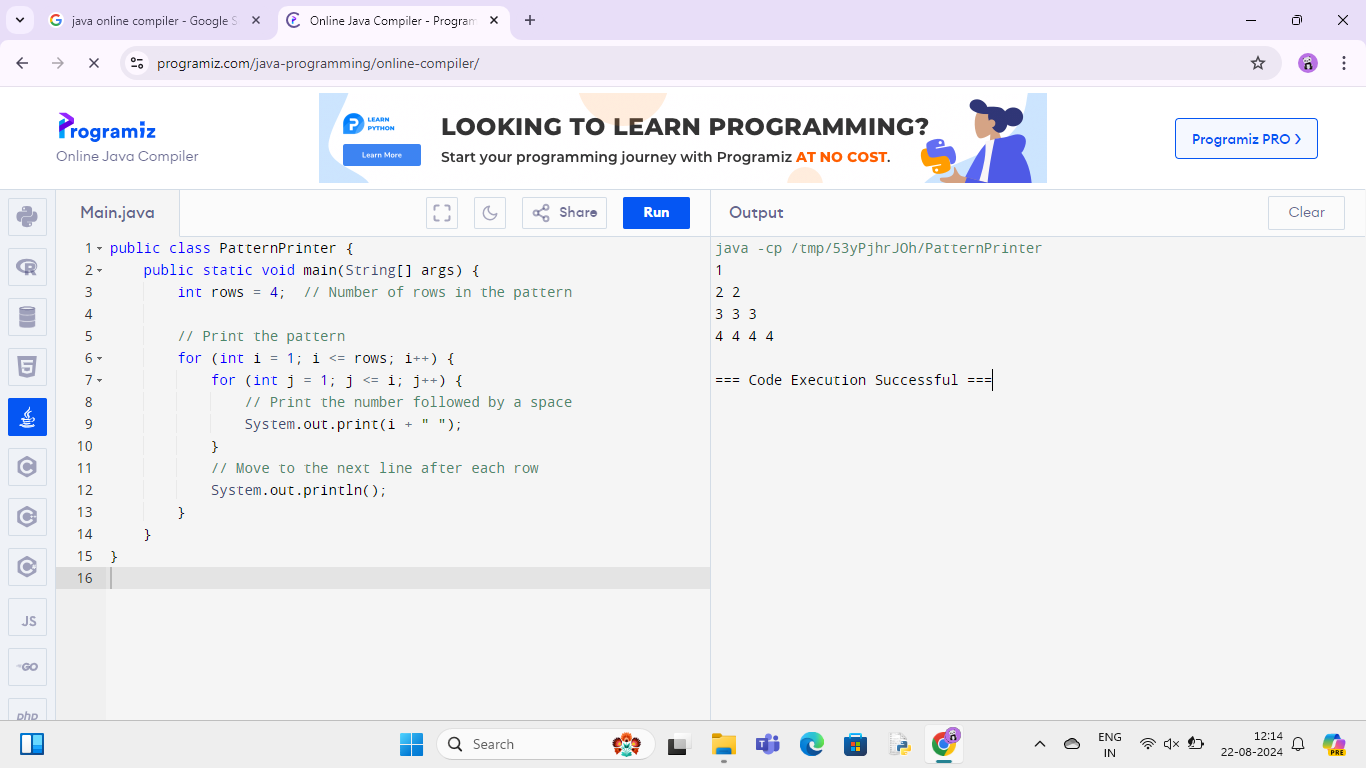 java online compiler - Google S
Online Java Compiler - Program
programiz.com/java-programming/online-compiler/
Programiz
Online Java Compiler
LEARN
PYTHON
Learn More
LOOKING TO LEARN PROGRAMMING?
Start your programming journey with Programiz AT NO COST.
Programiz PRO >
Main.java
Share
Run
Output
Clear
1 public class PatternPrinter {
2 public static void main(String[] args) {
3 int rows = 4;  // Number of rows in the pattern
4
5 // Print the pattern
6 for (int i = 1; i <= rows; i++) {
7 for (int j = 1; j <= i; j++) {
8 // Print the number followed by a space
9 System.out.print(i + " ");
10 }
11 // Move to the next line after each row
12 System.out.println();
13 }
14 }
15 }
16
java -cp /tmp/53yPjhrJOh/PatternPrinter
1
2 2
3 3 3
4 4 4 4
=== Code Execution Successful ===
JS
GO
php
Search
ENG
IN
12:14
22-08-2024
PRE